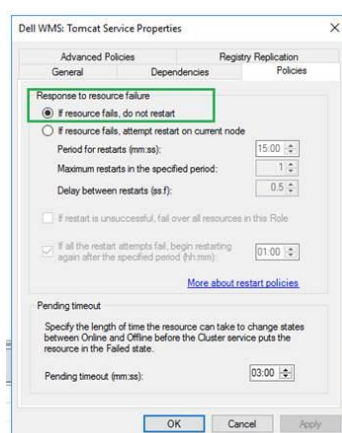 Dell WMS: Tomcat Service Properties
Advanced Policies Registry Replication
General Dependencies Policies
Response to resource failure
If resource fails, do not restart
If resource fails, attempt restart on current node
Period for restarts (mm:ss): 15:00
Maximum restarts in the specified period: 1
Delay between restarts (ss.f): 0.5
If restart is unsuccessful, fail over all resources in this Role
If all the restart attempts fail, begin restarting
again after the specified period (hh:mm): 01:00
More about restart policies
Pending timeout
Specify the length of time the resource can take to change states
between Online and Offline before the Cluster service puts the
resource in the Failed state.
Pending timeout (mm:ss): 03:00
OK Cancel Apply